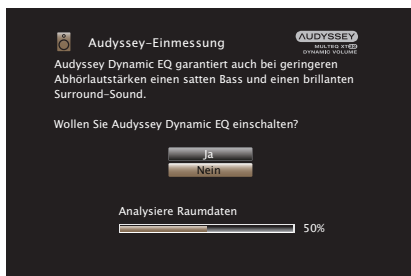 Audyssey-Einmessung
AUDYSSEY
MULTEQ XT32
DYNAMIC VOLUME
Audyssey Dynamic EQ garantiert auch bei geringeren
Abhörlautstärken einen satten Bass und einen brillanten
Surround-Sound.
Wollen Sie Audyssey Dynamic EQ einschalten?
Ja
Nein
Analysiere Raumdaten
50%